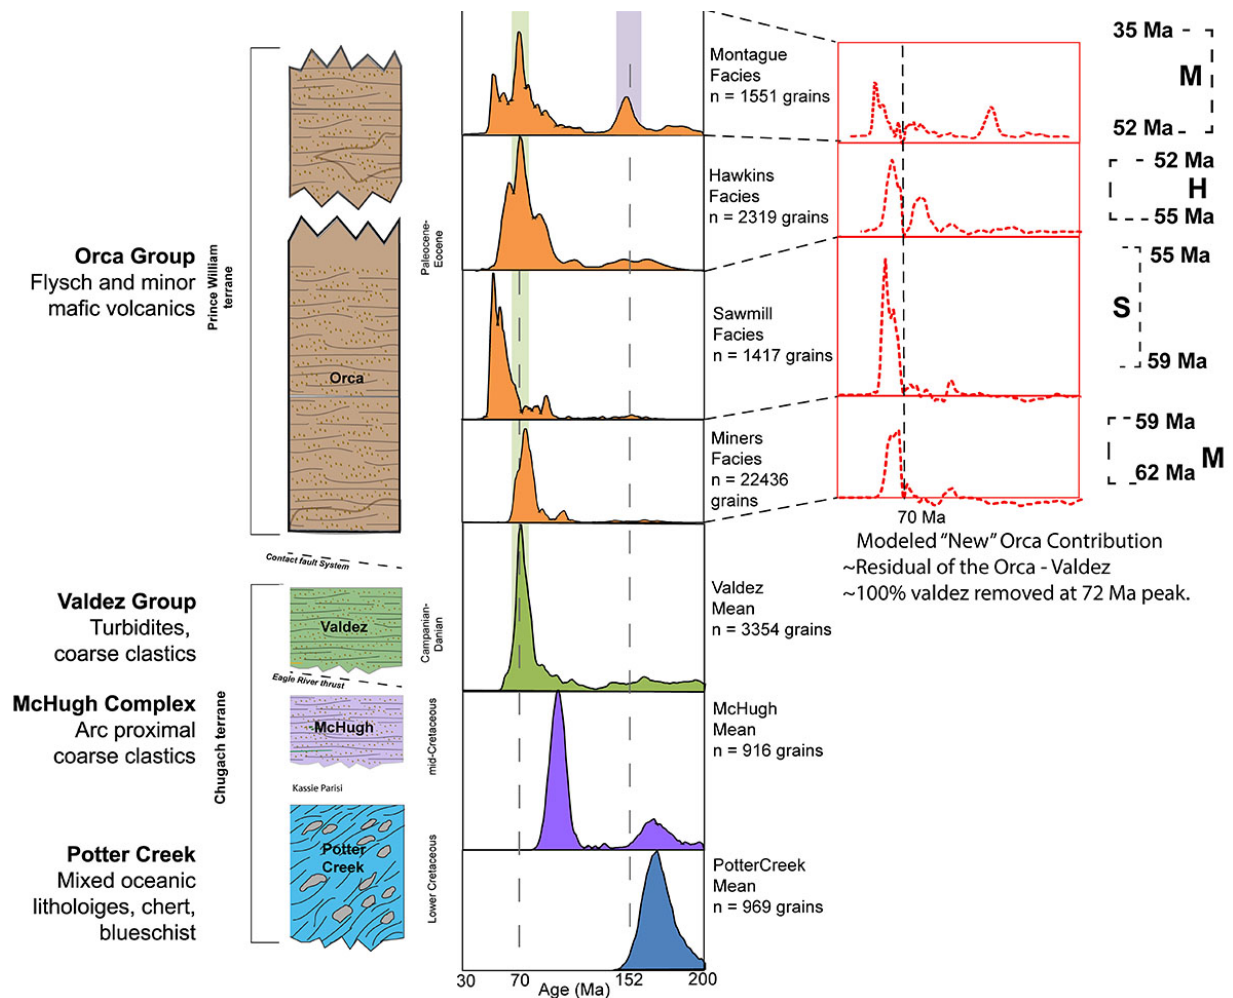 Orca Group
Flysch and minor
mafic volcanics
Prince William
terrane
Orca
Contact fault System
Valdez Group
Turbidites,
coarse clastics
Valdez
Eagle River thrust
McHugh Complex
Arc proximal
coarse clastics
Chugach terrane
McHugh
Kassie Parisi
Potter Creek
Mixed oceanic
litholoiges, chert,
blueschist
Potter
Creek
Paleocene-
Eocene
Campanian-
Danian
mid-Cretaceous
Lower Cretaceous
Montague
Facies
n = 1551 grains
Hawkins
Facies
n = 2319 grains
Sawmill
Facies
n = 1417 grains
Miners
Facies
n = 22436
grains
Valdez
Mean
n = 3354 grains
McHugh
Mean
n = 916 grains
PotterCreek
Mean
n = 969 grains
30 70 152 200
Age (Ma)
35 Ma
M
52 Ma
52 Ma
H
55 Ma
55 Ma
S
59 Ma
59 Ma
M
62 Ma
70 Ma
Modeled "New" Orca Contribution
~Residual of the Orca - Valdez
~100% valdez removed at 72 Ma peak.